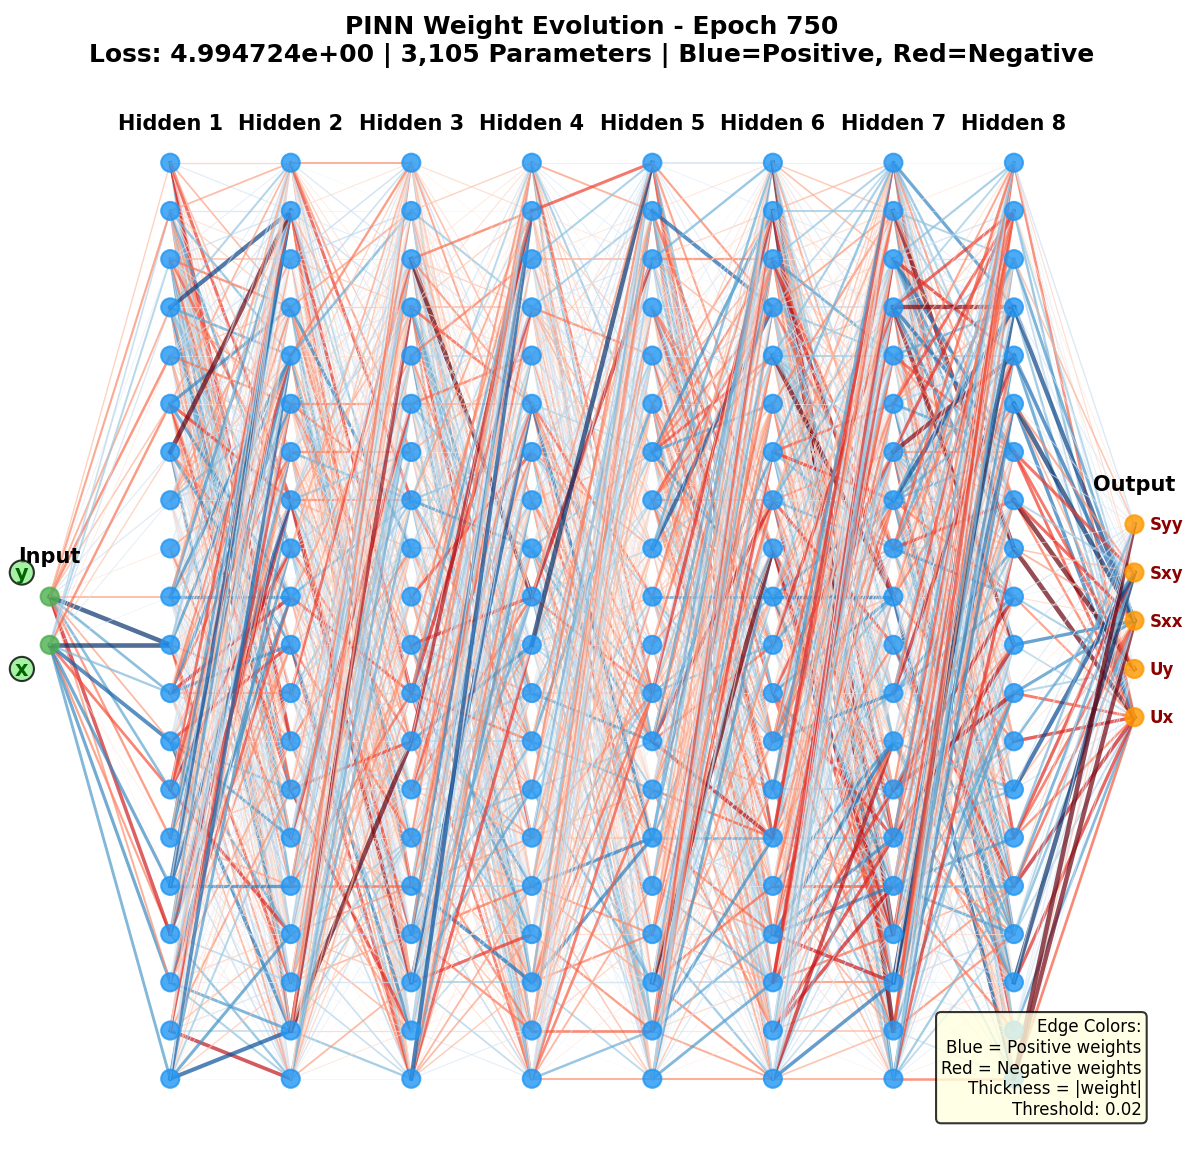 PINN Weight Evolution - Epoch 750
Loss: 4.994724e+00 | 3,105 Parameters | Blue=Positive, Red=Negative
Hidden 1 Hidden 2 Hidden 3 Hidden 4 Hidden 5 Hidden 6 Hidden 7 Hidden 8
Output
Syy
Sxy
Sxx
Uy
Ux
Input
y
x
Edge Colors:
Blue = Positive weights
Red = Negative weights
Thickness = |weight|
Threshold: 0.02